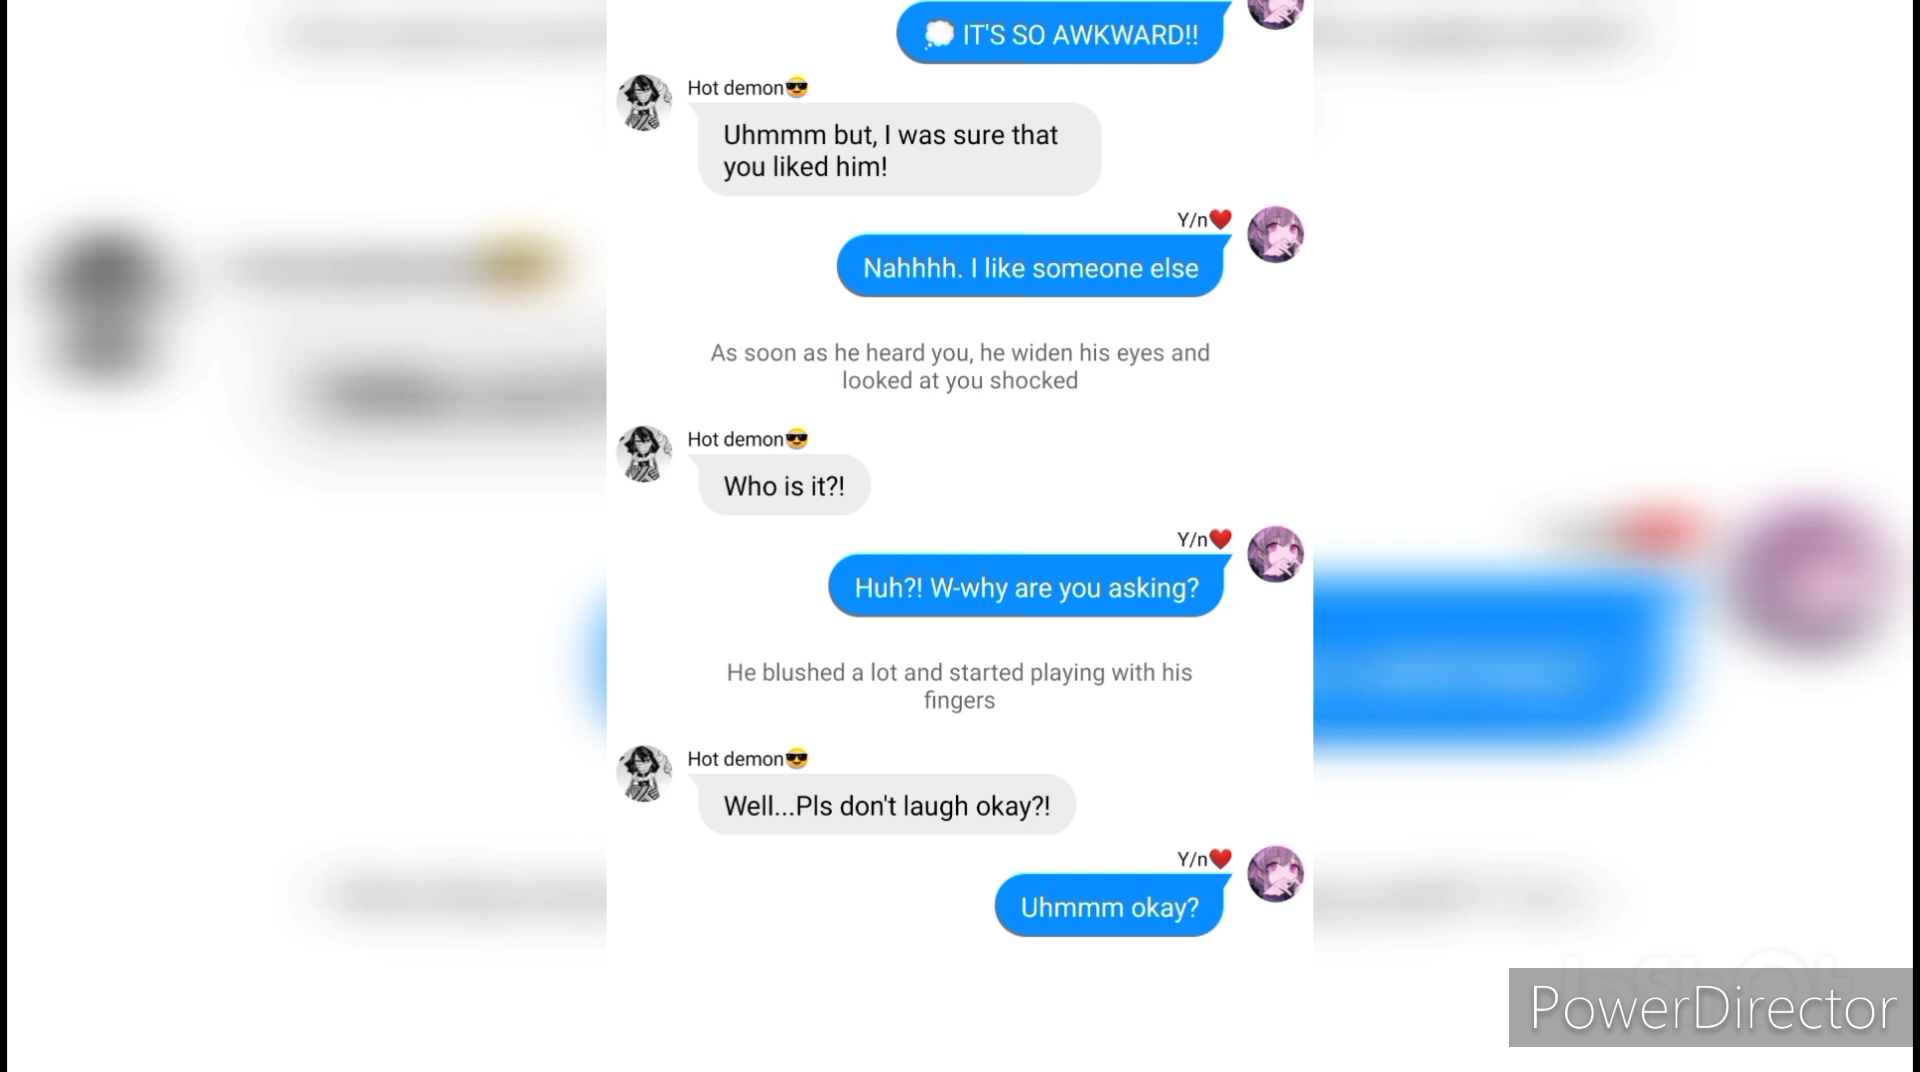 💭 IT'S SO AWKWARD!!
Hot demon😎
Uhmmm but, I was sure that
you liked him!
Y/n❤️
Nahhhh. I like someone else
As soon as he heard you, he widen his eyes and
looked at you shocked
Hot demon😎
Who is it?!
Y/n❤️
Huh?! W-why are you asking?
He blushed a lot and started playing with his
fingers
Hot demon😎
Well...Pls don't laugh okay?!
Y/n❤️
Uhmmm okay?
InShOt
PowerDirector